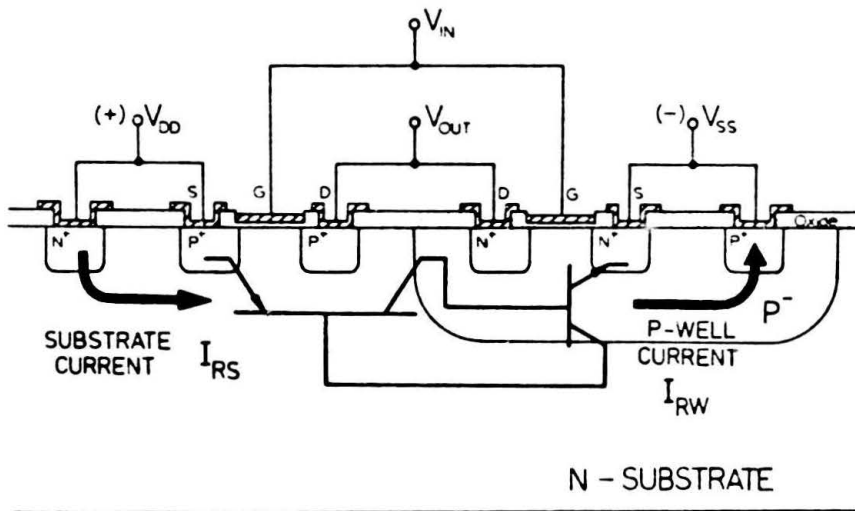 V_IN
(+) V_DD
V_OUT
(-) V_SS
S G D D G S
Oxide
N+ P+ P+ N+ N+ P+
SUBSTRATE
CURRENT
I_RS
P-
P-WELL
CURRENT
I_RW
N - SUBSTRATE